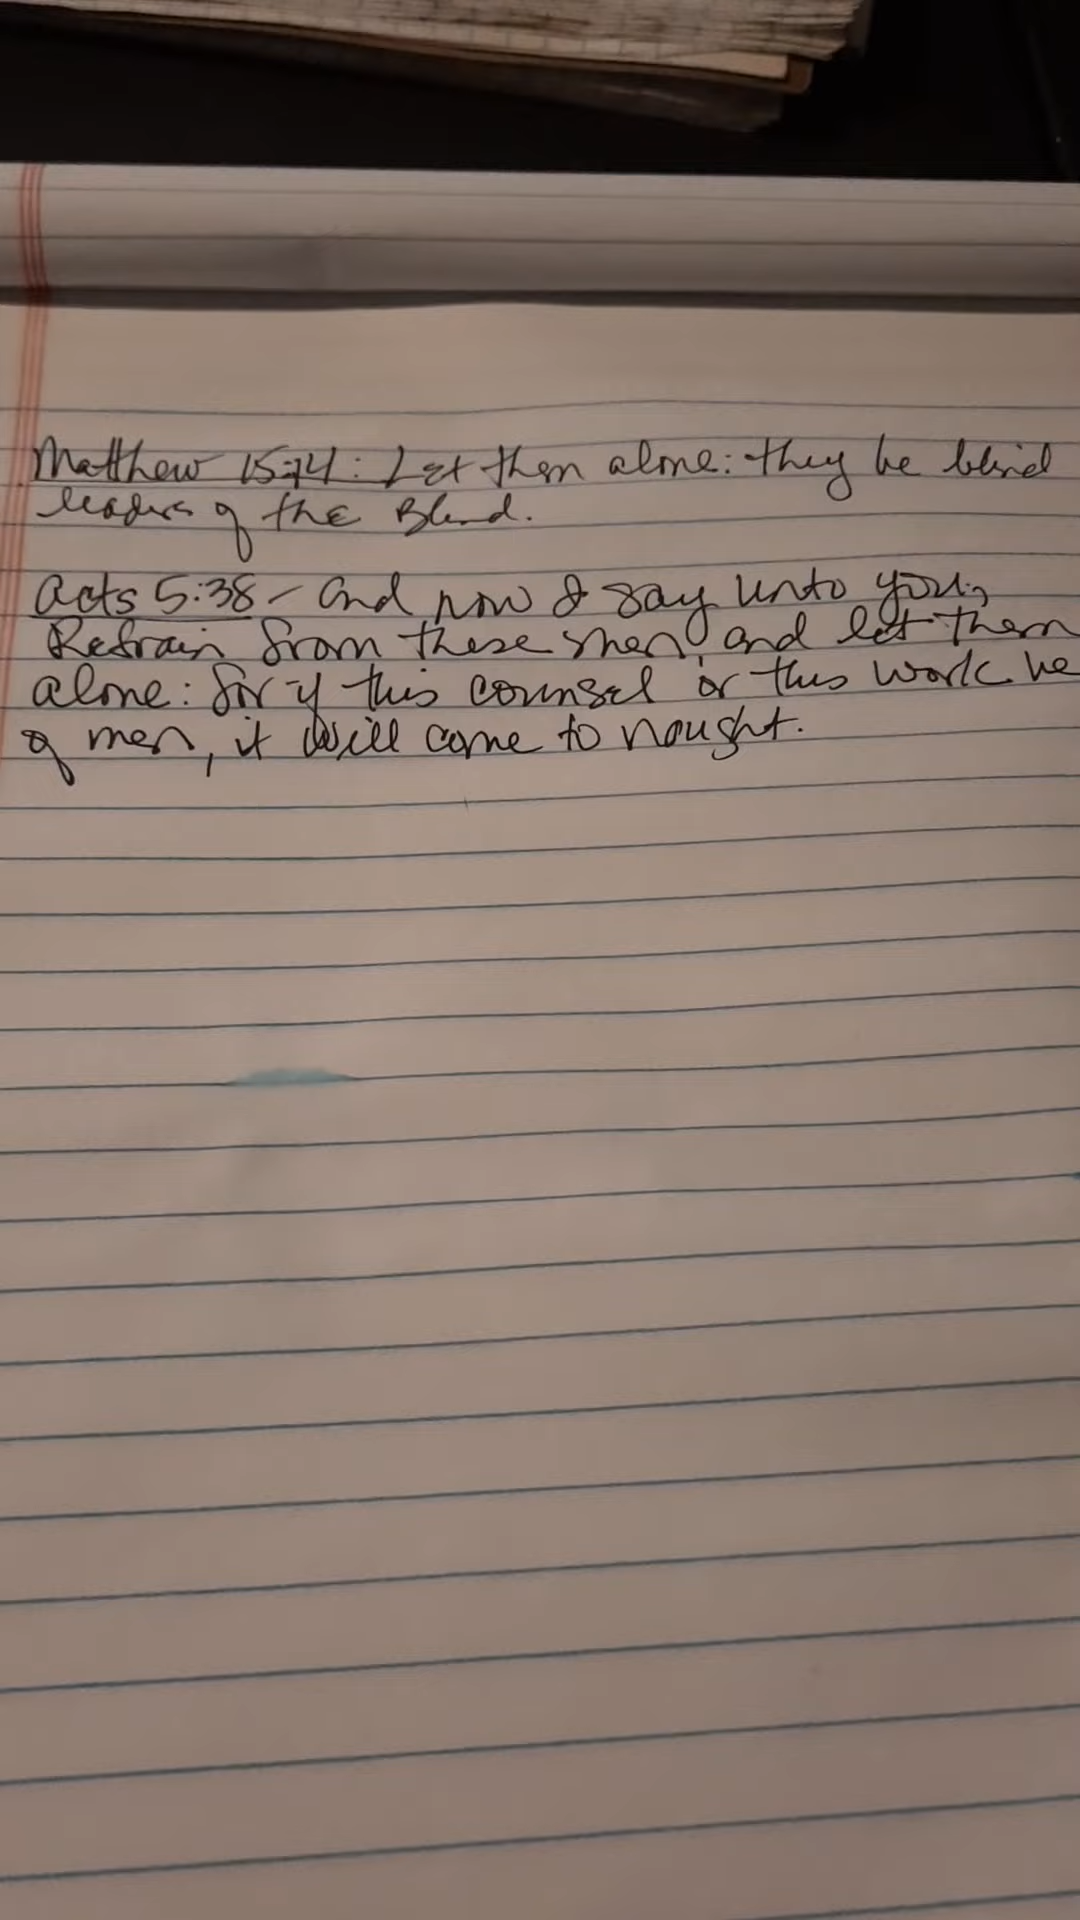 Matthew 15:14: Let them alone: they be blind
leaders of the Blind.
Acts 5:38 - And now I say unto you,
Refrain from these men, and let them
alone: for if this counsel or this work be
of men, it will come to nought.